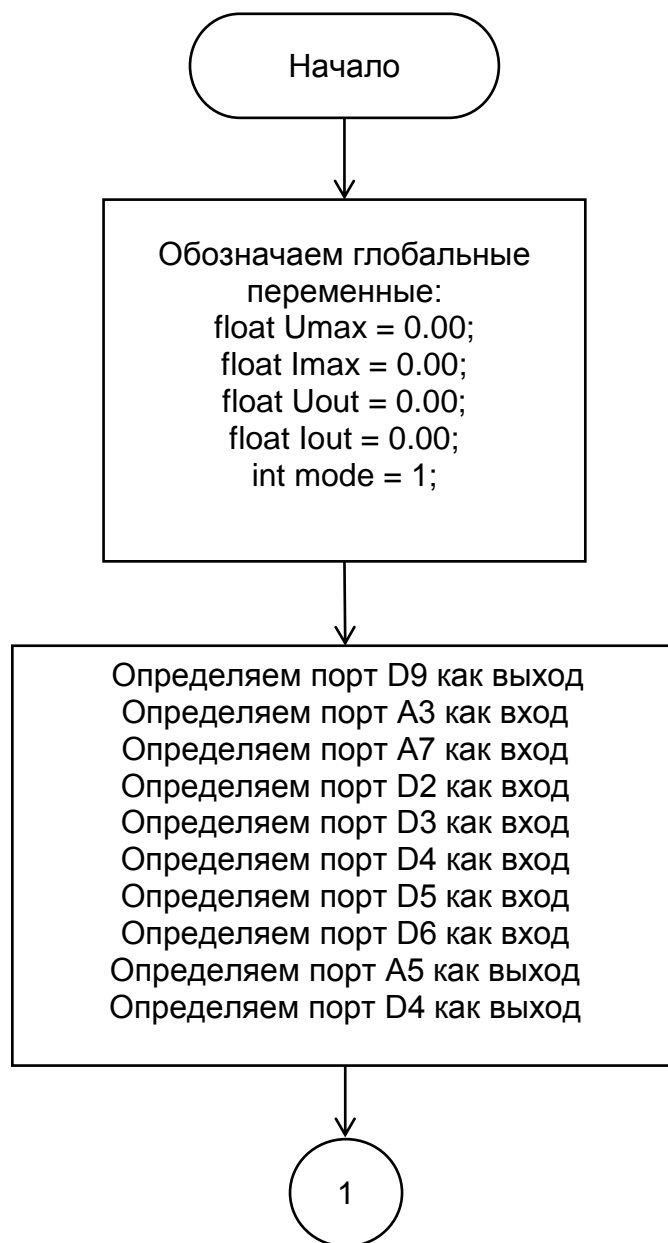 Начало
Обозначаем глобальные
переменные:
float Umax = 0.00;
float Imax = 0.00;
float Uout = 0.00;
float Iout = 0.00;
int mode = 1;
Определяем порт D9 как выход
Определяем порт A3 как вход
Определяем порт A7 как вход
Определяем порт D2 как вход
Определяем порт D3 как вход
Определяем порт D4 как вход
Определяем порт D5 как вход
Определяем порт D6 как вход
Определяем порт A5 как выход
Определяем порт D4 как выход
1